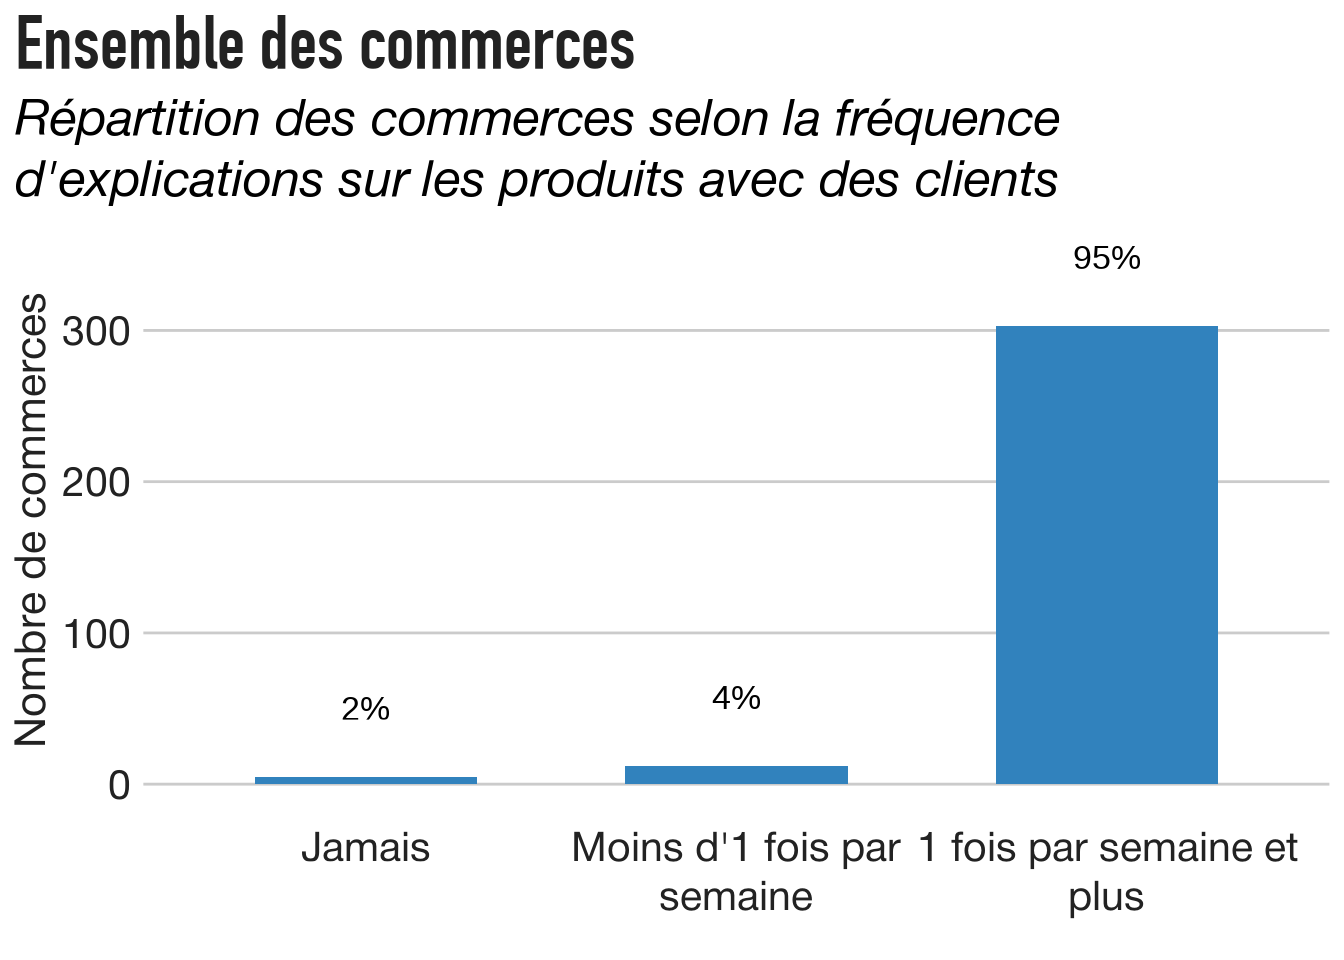 Ensemble des commerces
Répartition des commerces selon la fréquence
d'explications sur les produits avec des clients
95%
Nombre de commerces
300
200
100
2%
4%
0
Jamais
Moins d'1 fois par
semaine
1 fois par semaine et
plus